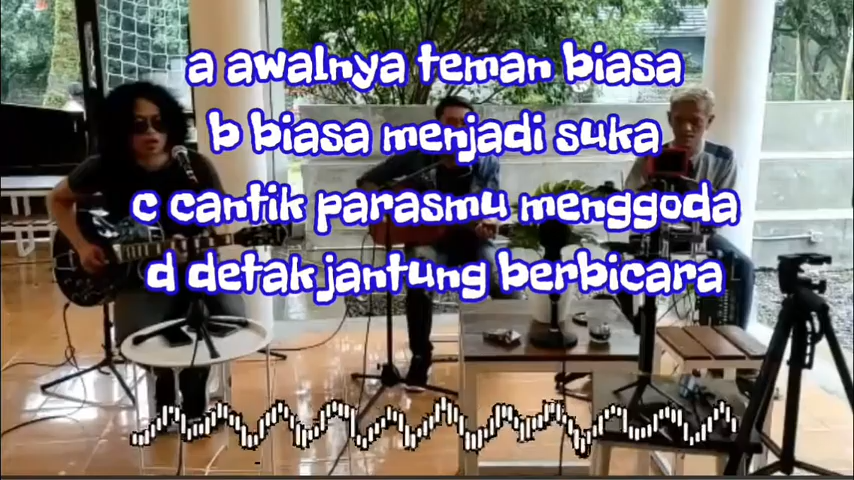 a awalnya teman biasa
b biasa menjadi suka
c cantik parasmu menggoda
d detak jantung berbicara